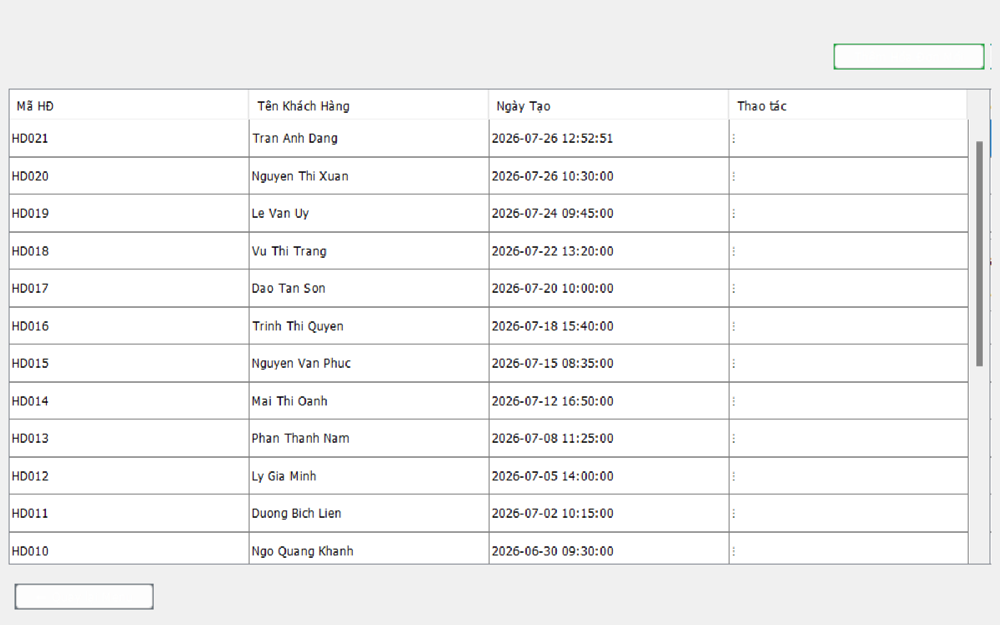 Mã HĐ Tên Khách Hàng Ngày Tạo Thao tác
HD021 Tran Anh Dang 2026-07-26 12:52:51 ⋮
HD020 Nguyen Thi Xuan 2026-07-26 10:30:00 ⋮
HD019 Le Van Uy 2026-07-24 09:45:00 ⋮
HD018 Vu Thi Trang 2026-07-22 13:20:00 ⋮
HD017 Dao Tan Son 2026-07-20 10:00:00 ⋮
HD016 Trinh Thi Quyen 2026-07-18 15:40:00 ⋮
HD015 Nguyen Van Phuc 2026-07-15 08:35:00 ⋮
HD014 Mai Thi Oanh 2026-07-12 16:50:00 ⋮
HD013 Phan Thanh Nam 2026-07-08 11:25:00 ⋮
HD012 Ly Gia Minh 2026-07-05 14:00:00 ⋮
HD011 Duong Bich Lien 2026-07-02 10:15:00 ⋮
HD010 Ngo Quang Khanh 2026-06-30 09:30:00 ⋮